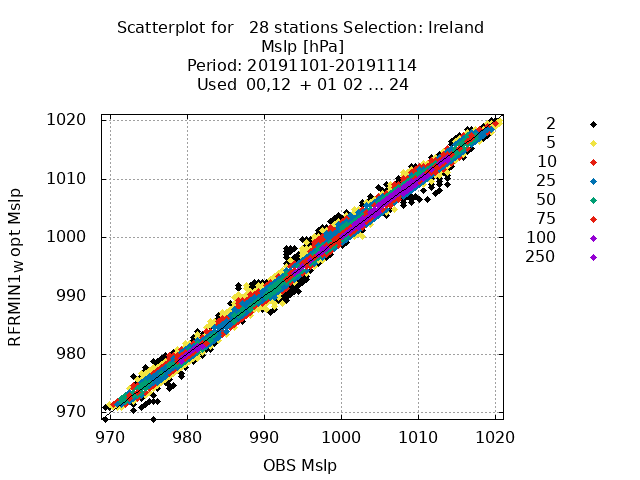 Scatterplot for 28 stations Selection: Ireland
Mslp [hPa]
Period: 20191101-20191114
Used 00,12 + 01 02 ... 24
1020
1010
1000
990
980
970
970 980 990 1000 1010 1020
RFRMIN1wopt Mslp
OBS Mslp
2
5
10
25
50
75
100
250